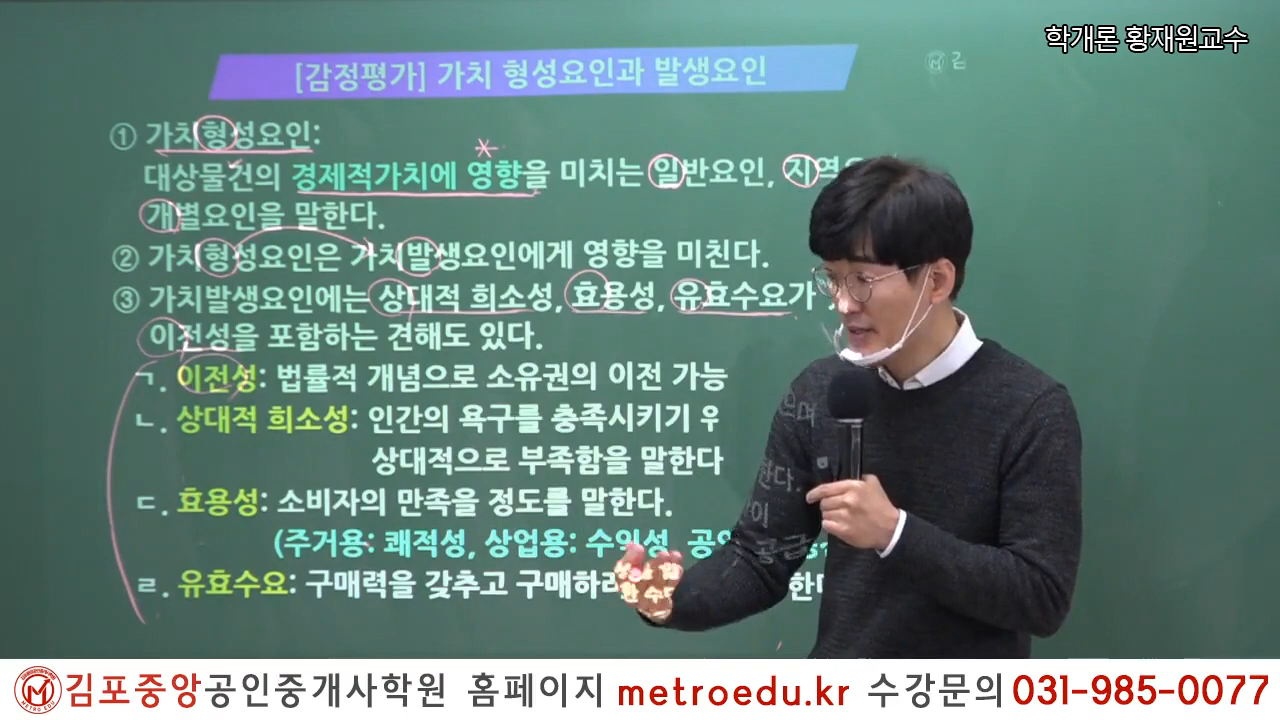 학개론 황재원교수
[감정평가] 가치 형성요인과 발생요인
김
① 가치형성요인:
대상물건의 경제적가치에 영향을 미치는 일반요인, 지역요
개별요인을 말한다.
② 가치형성요인은 가치발생요인에게 영향을 미친다.
③ 가치발생요인에는 상대적 희소성, 효용성, 유효수요가
이전성을 포함하는 견해도 있다.
ㄱ. 이전성: 법률적 개념으로 소유권의 이전 가능
ㄴ. 상대적 희소성: 인간의 욕구를 충족시키기
상대적으로 부족함을 말한다
ㄷ. 효용성: 소비자의 만족을 정도를 말한다.
(주거용: 쾌적성, 상업용: 수익성,
ㄹ. 유효수요: 구매력을 갖추고 구매하려
METRO EDU 김포중앙공인중개사학원 홈페이지 metroedu.kr 수강문의 031-985-0077